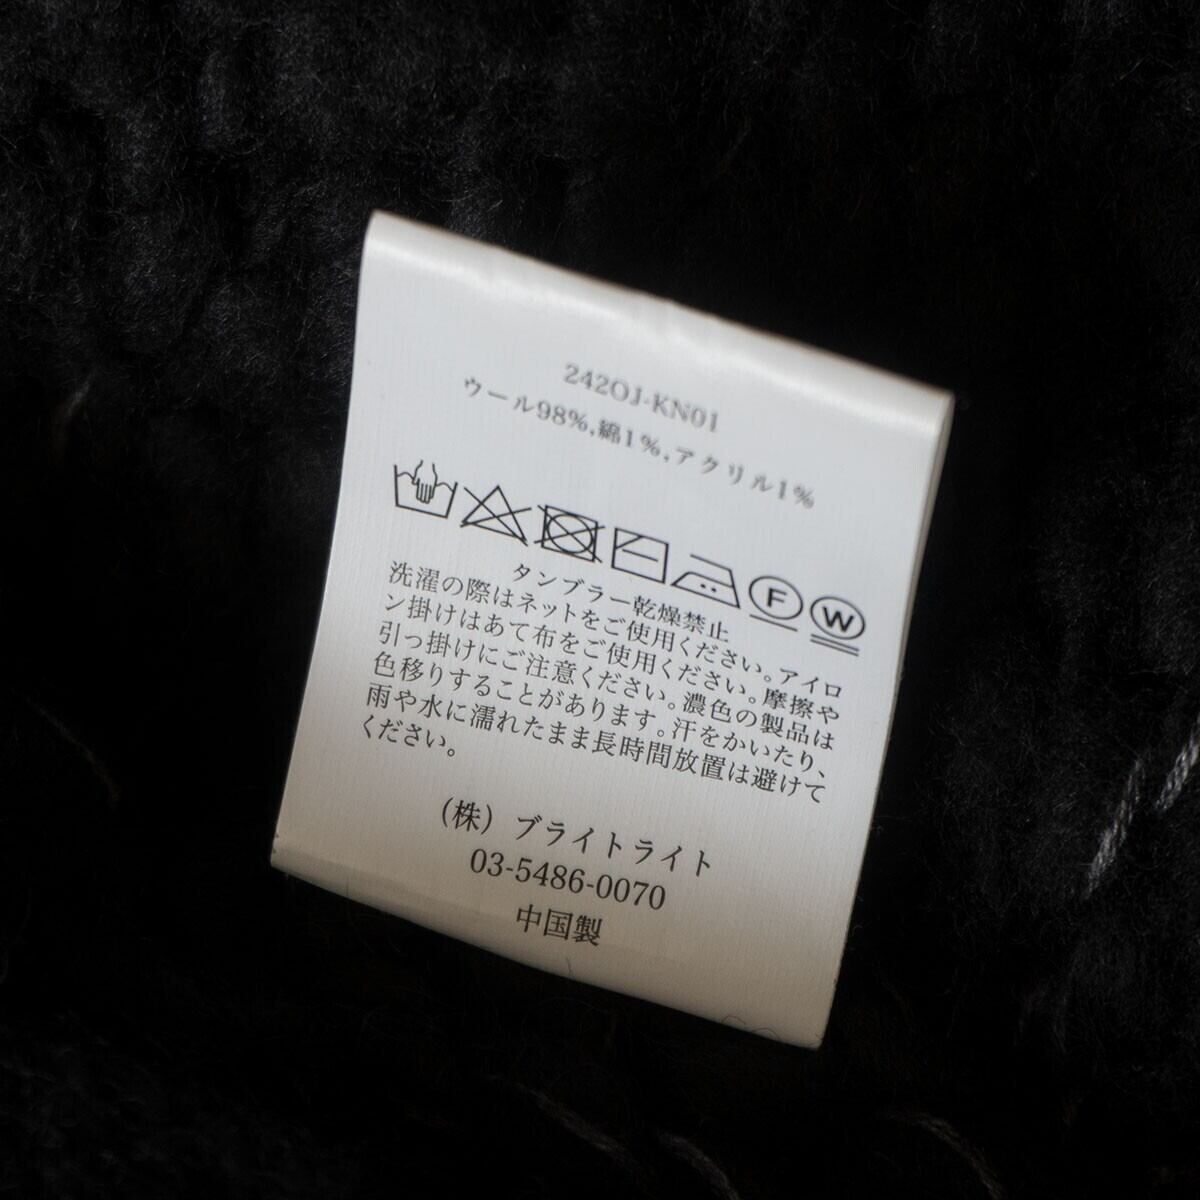 242OJ-KN01
ウール98%,綿1%,アクリル1%
F W
タンブラー乾燥禁止
洗濯の際はネットをご使用ください。アイロ
ン掛けはあて布をご使用ください。摩擦や
引っ掛けにご注意ください。濃色の製品は
色移りすることがあります。汗をかいたり、
雨や水に濡れたまま長時間放置は避けて
ください。
(株) ブライトライト
03-5486-0070
中国製